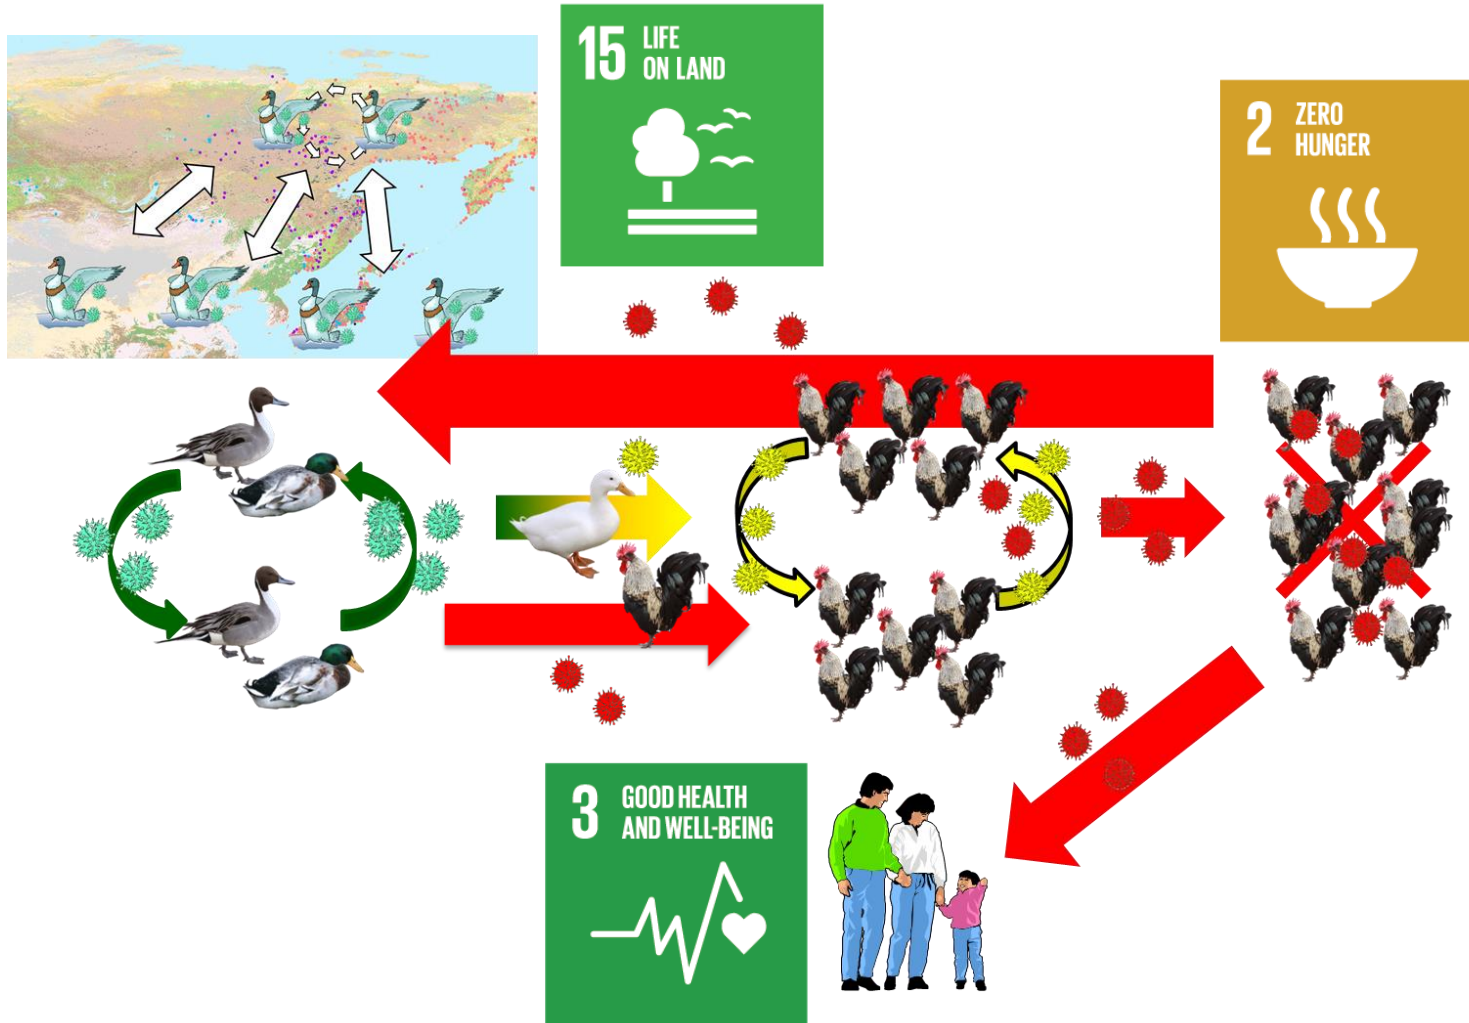 15 LIFE
ON LAND
2 ZERO
HUNGER
3 GOOD HEALTH
AND WELL-BEING